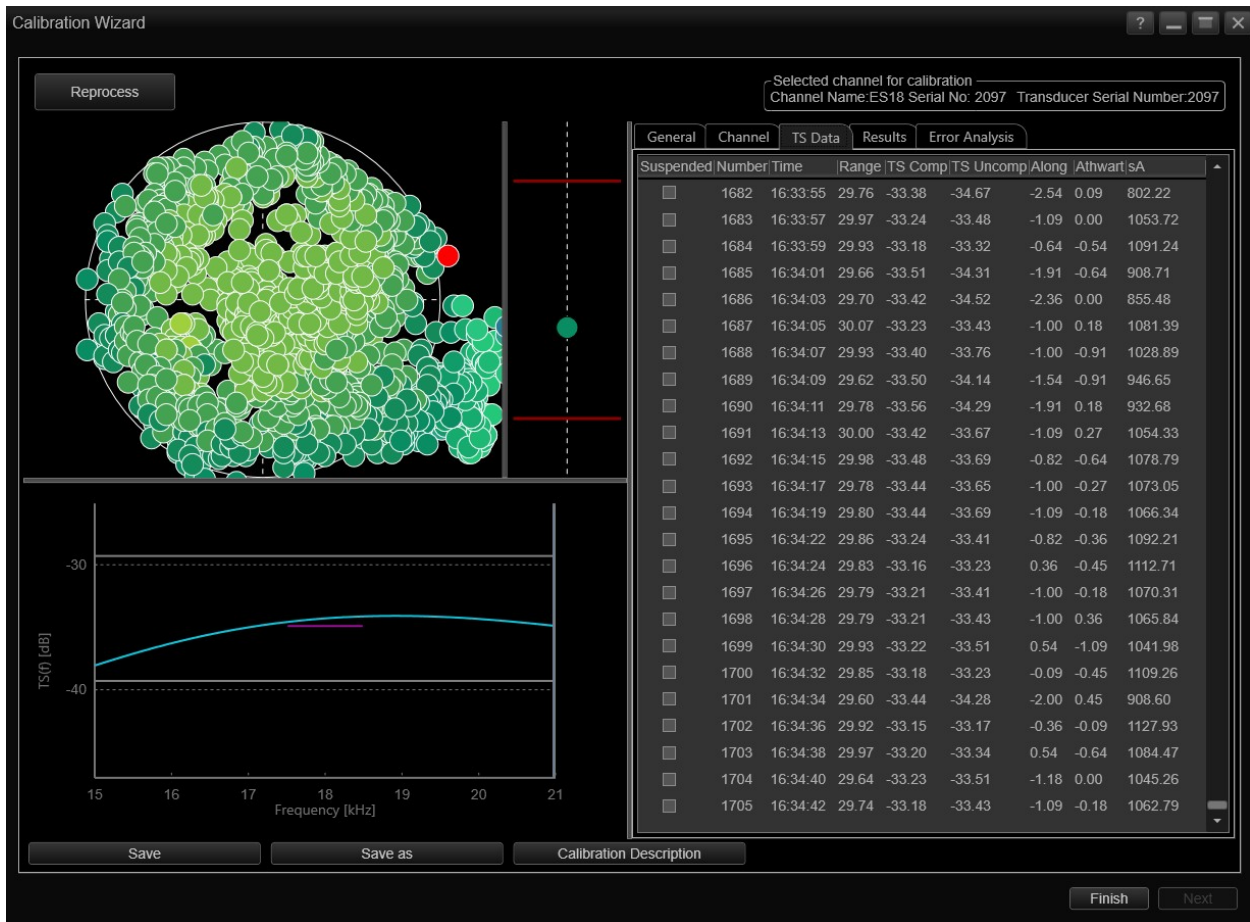 Calibration Wizard
?
Reprocess
Selected channel for calibration
Channel Name:ES18 Serial No: 2097 Transducer Serial Number:2097
General Channel TS Data Results Error Analysis
Suspended Number Time Range TS Comp TS Uncomp Along Athwart sA
1682 16:33:55 29.76 -33.38 -34.67 -2.54 0.09 802.22
1683 16:33:57 29.97 -33.24 -33.48 -1.09 0.00 1053.72
1684 16:33:59 29.93 -33.18 -33.32 -0.64 -0.54 1091.24
1685 16:34:01 29.66 -33.51 -34.31 -1.91 -0.64 908.71
1686 16:34:03 29.70 -33.42 -34.52 -2.36 0.00 855.48
1687 16:34:05 30.07 -33.23 -33.43 -1.00 0.18 1081.39
1688 16:34:07 29.93 -33.40 -33.76 -1.00 -0.91 1028.89
1689 16:34:09 29.62 -33.50 -34.14 -1.54 -0.91 946.65
1690 16:34:11 29.78 -33.56 -34.29 -1.91 0.18 932.68
1691 16:34:13 30.00 -33.42 -33.67 -1.09 0.27 1054.33
1692 16:34:15 29.98 -33.48 -33.69 -0.82 -0.64 1078.79
1693 16:34:17 29.78 -33.44 -33.65 -1.00 -0.27 1073.05
1694 16:34:19 29.80 -33.44 -33.69 -1.09 -0.18 1066.34
1695 16:34:22 29.86 -33.24 -33.41 -0.82 -0.36 1092.21
1696 16:34:24 29.83 -33.16 -33.23 0.36 -0.45 1112.71
1697 16:34:26 29.79 -33.21 -33.41 -1.00 -0.18 1070.31
1698 16:34:28 29.79 -33.21 -33.43 -1.00 0.36 1065.84
1699 16:34:30 29.93 -33.22 -33.51 0.54 -1.09 1041.98
1700 16:34:32 29.85 -33.18 -33.23 -0.09 -0.45 1109.26
1701 16:34:34 29.60 -33.44 -34.28 -2.00 0.45 908.60
1702 16:34:36 29.92 -33.15 -33.17 -0.36 -0.09 1127.93
1703 16:34:38 29.97 -33.20 -33.34 0.54 -0.64 1084.47
1704 16:34:40 29.64 -33.23 -33.51 -1.18 0.00 1045.26
1705 16:34:42 29.74 -33.18 -33.43 -1.09 -0.18 1062.79
-30
TS(f) [dB]
-40
15 16 17 18 19 20 21
Frequency [kHz]
Save Save as Calibration Description
Finish Next